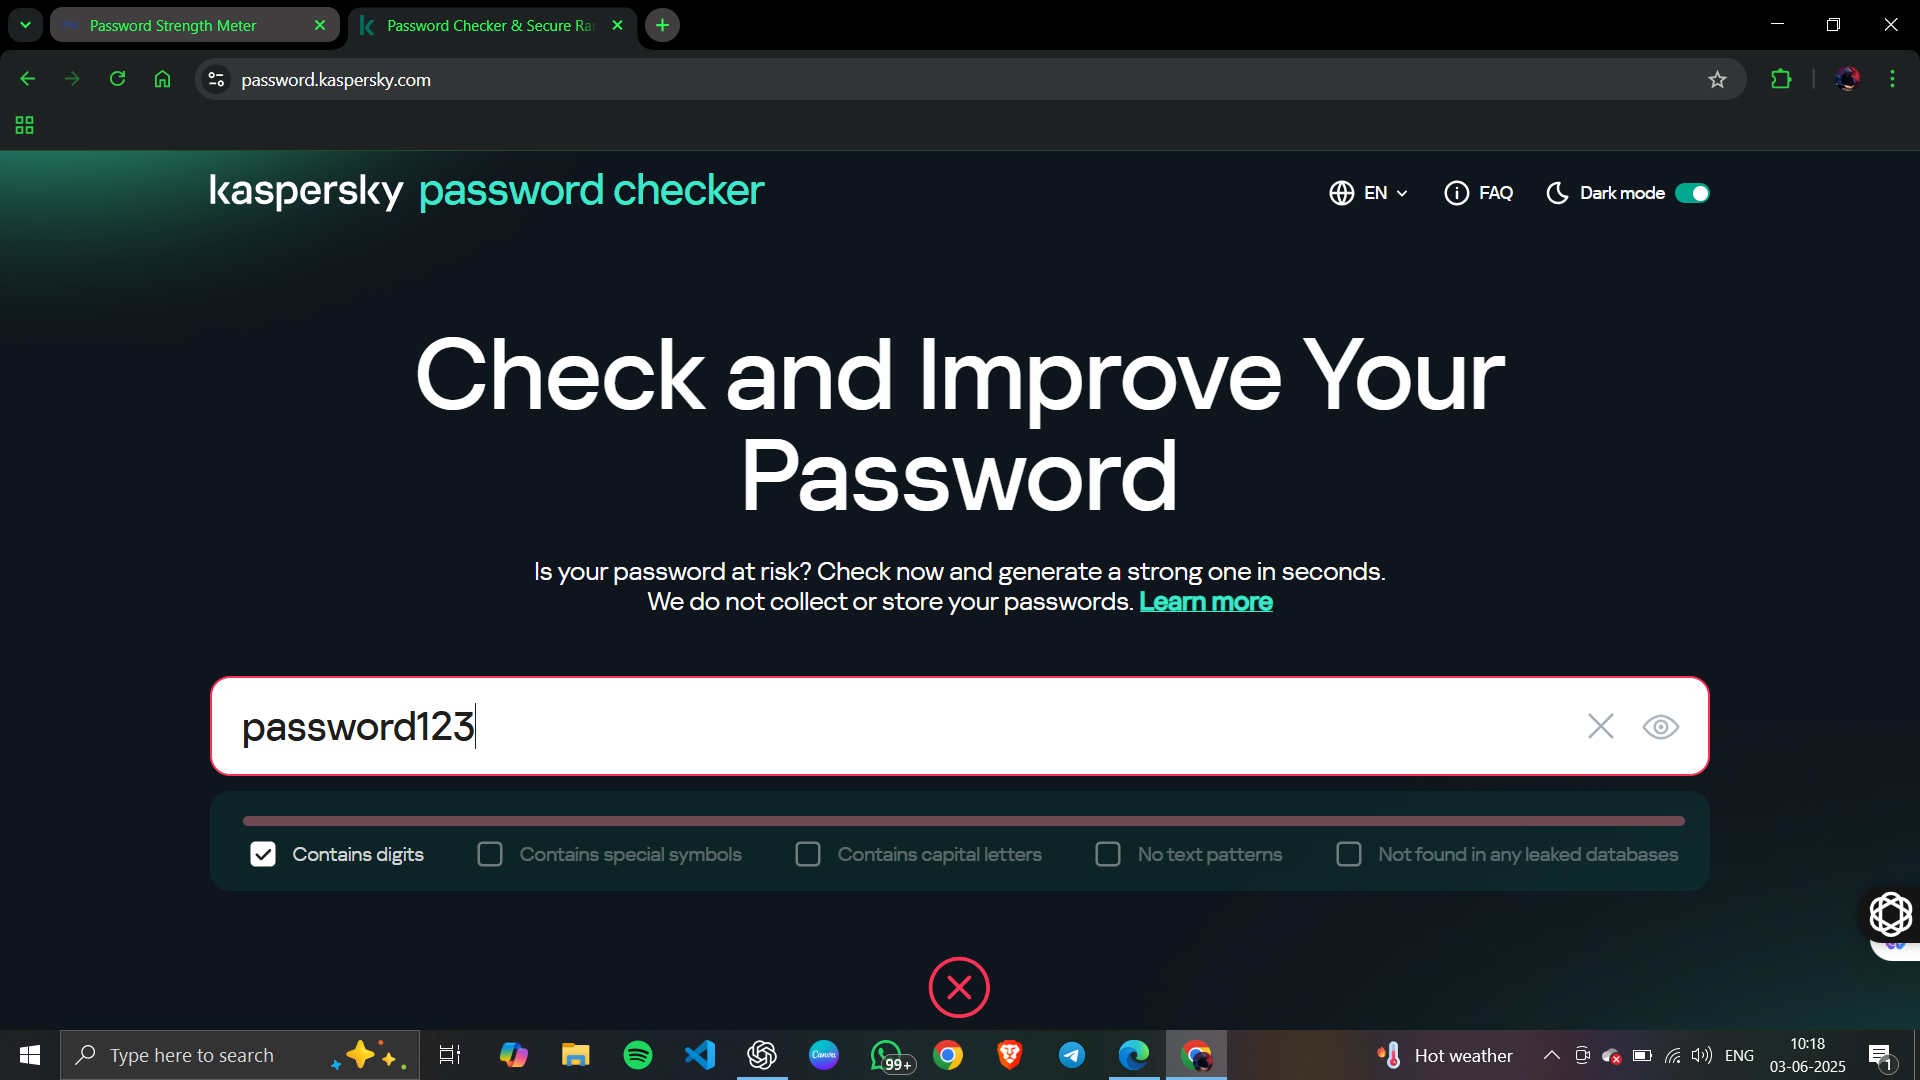 Password Strength Meter
Password Checker & Secure Ra
password.kaspersky.com
kaspersky password checker
EN
FAQ
Dark mode
Check and Improve Your
Password
Is your password at risk? Check now and generate a strong one in seconds.
We do not collect or store your passwords. Learn more
password123
Contains digits
Contains special symbols
Contains capital letters
No text patterns
Not found in any leaked databases
Type here to search
Canva
99+
Hot weather
ENG
10:18
03-06-2025
1